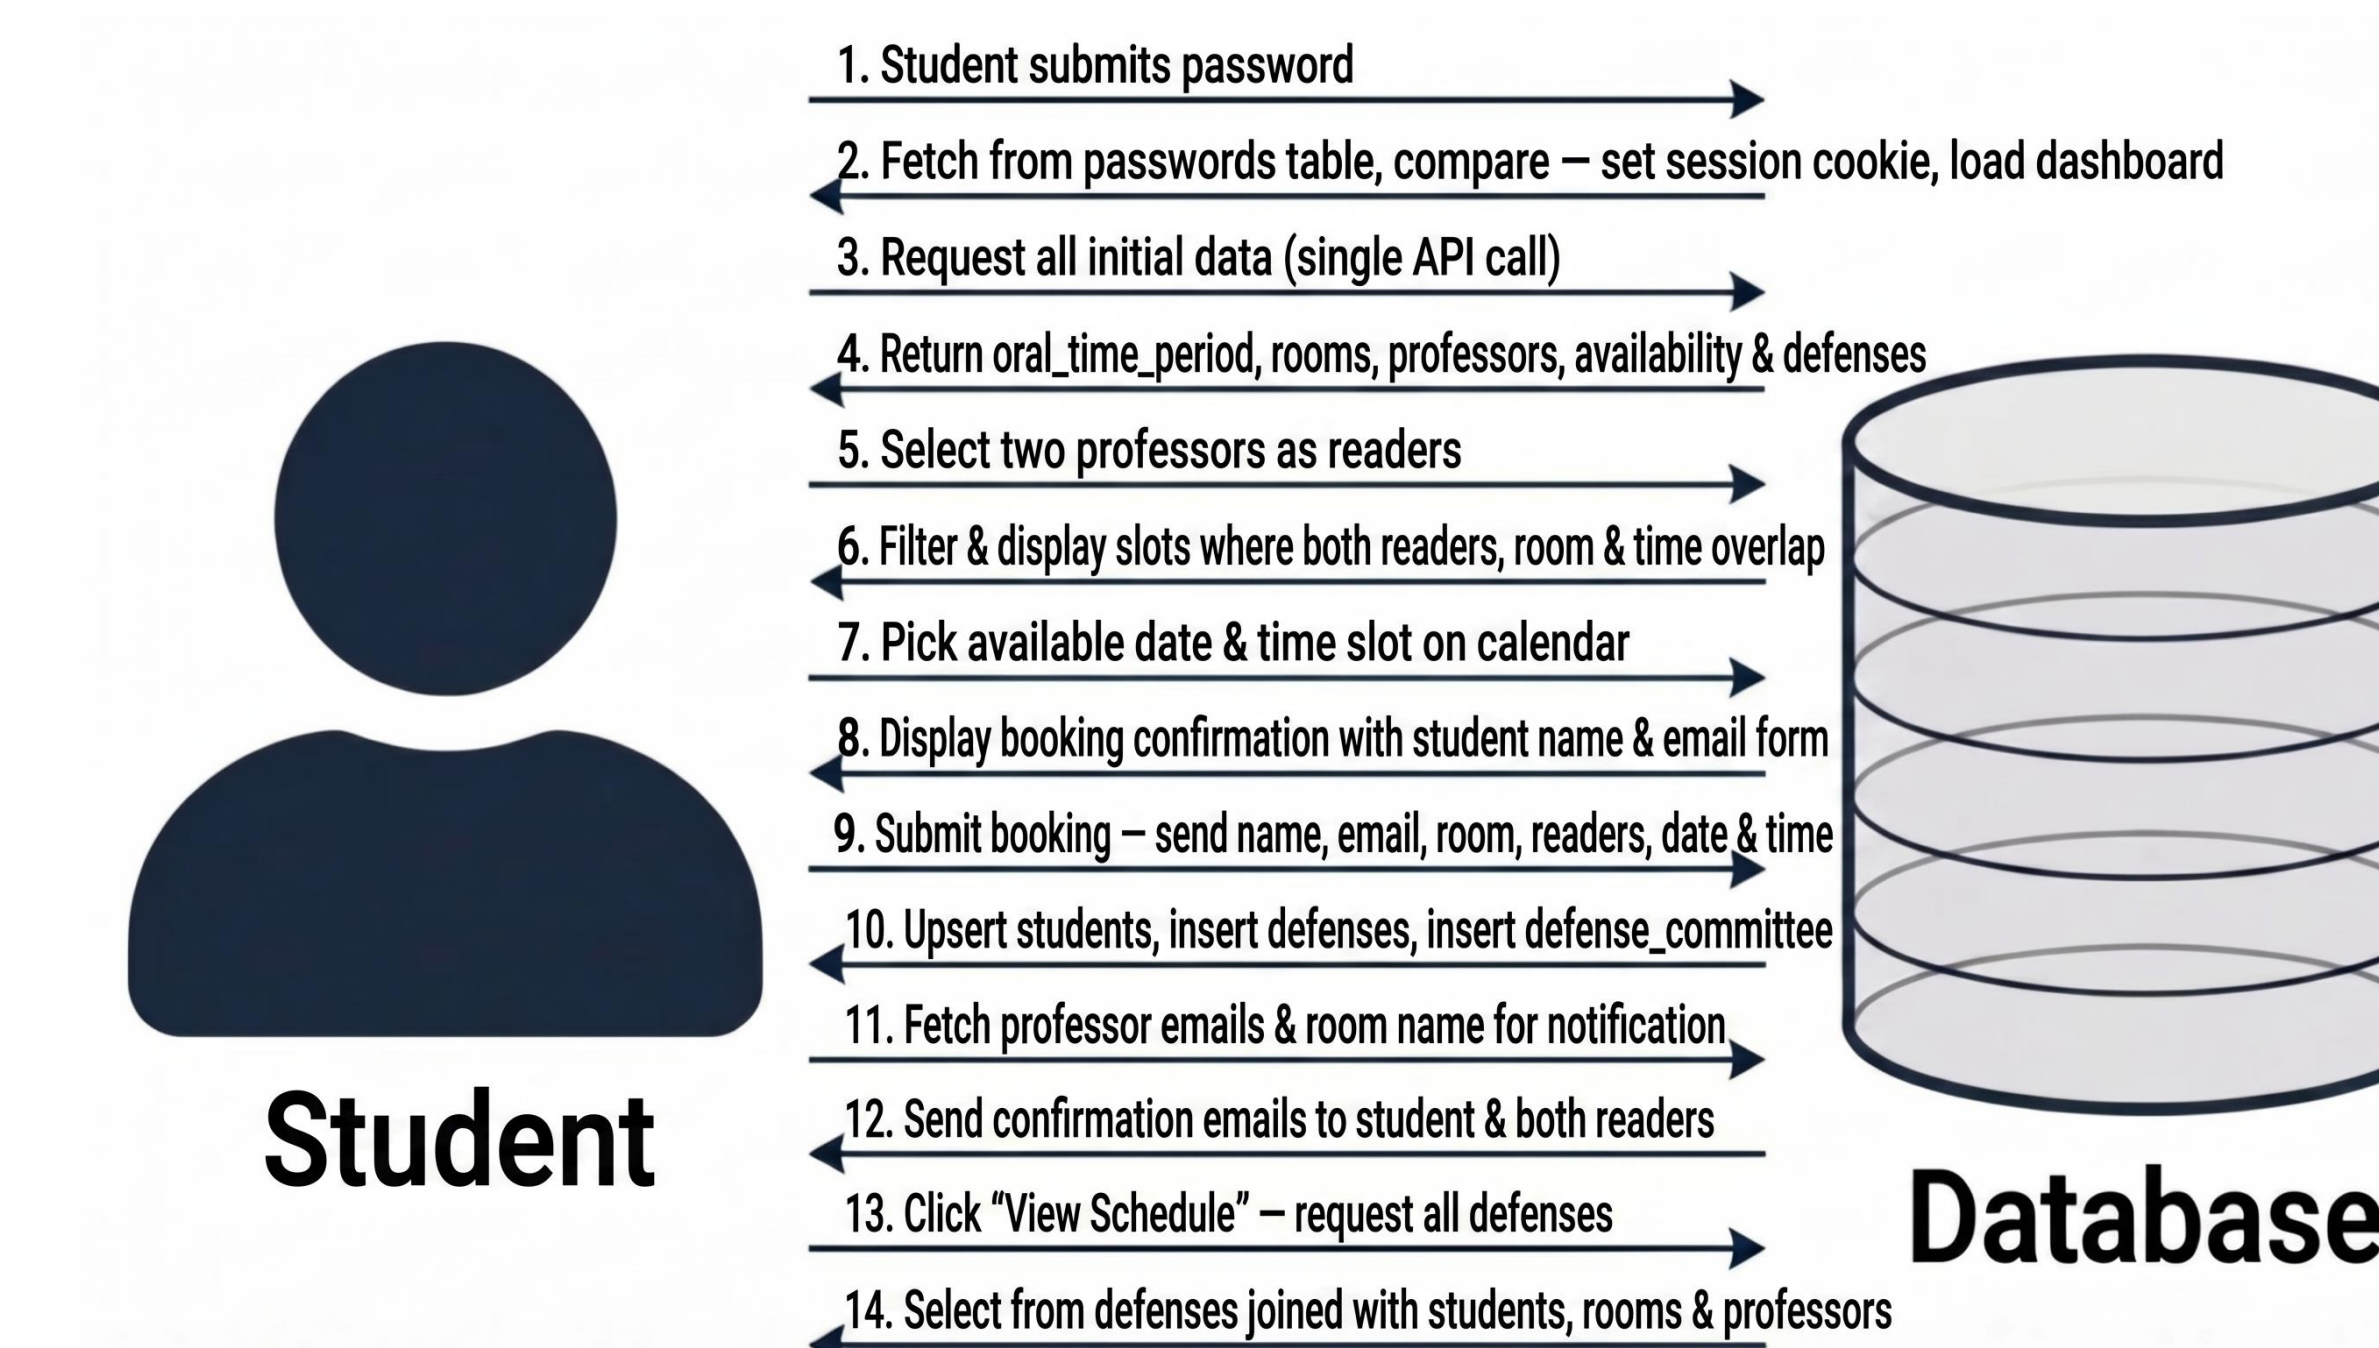 1. Student submits password
2. Fetch from passwords table, compare – set session cookie, load dashboard
3. Request all initial data (single API call)
4. Return oral_time_period, rooms, professors, availability & defenses
5. Select two professors as readers
6. Filter & display slots where both readers, room & time overlap
7. Pick available date & time slot on calendar
8. Display booking confirmation with student name & email form
9. Submit booking – send name, email, room, readers, date & time
10. Upsert students, insert defenses, insert defense_committee
11. Fetch professor emails & room name for notification
12. Send confirmation emails to student & both readers
13. Click “View Schedule” – request all defenses
14. Select from defenses joined with students, rooms & professors
Student
Database